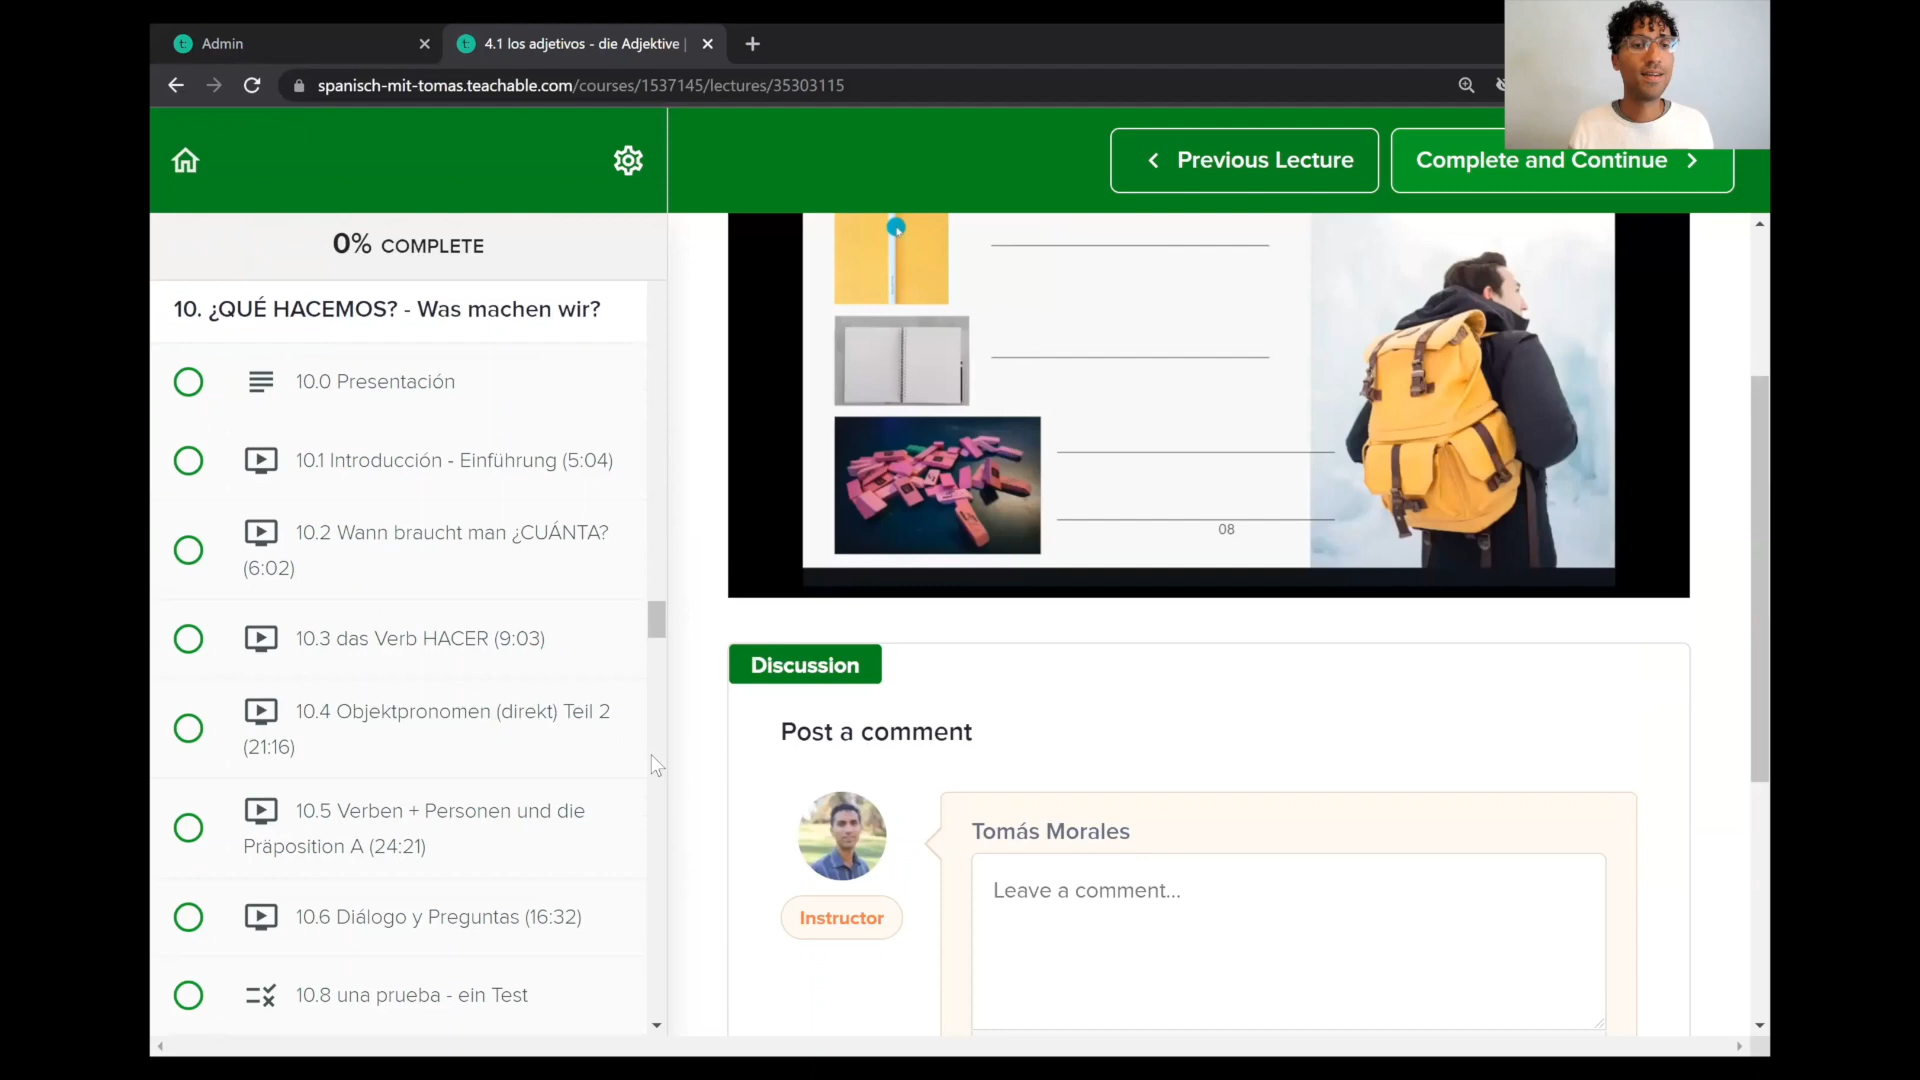 Admin
4.1 los adjetivos - die Adjektive |
spanisch-mit-tomas.teachable.com/courses/1537145/lectures/35303115
Previous Lecture
Complete and Continue
0% COMPLETE
10. ¿QUÉ HACEMOS? - Was machen wir?
10.0 Presentación
10.1 Introducción - Einführung (5:04)
10.2 Wann braucht man ¿CUÁNTA?
(6:02)
10.3 das Verb HACER (9:03)
10.4 Objektpronomen (direkt) Teil 2
(21:16)
10.5 Verben + Personen und die
Präposition A (24:21)
10.6 Diálogo y Preguntas (16:32)
10.8 una prueba - ein Test
08
Discussion
Post a comment
Tomás Morales
Leave a comment...
Instructor